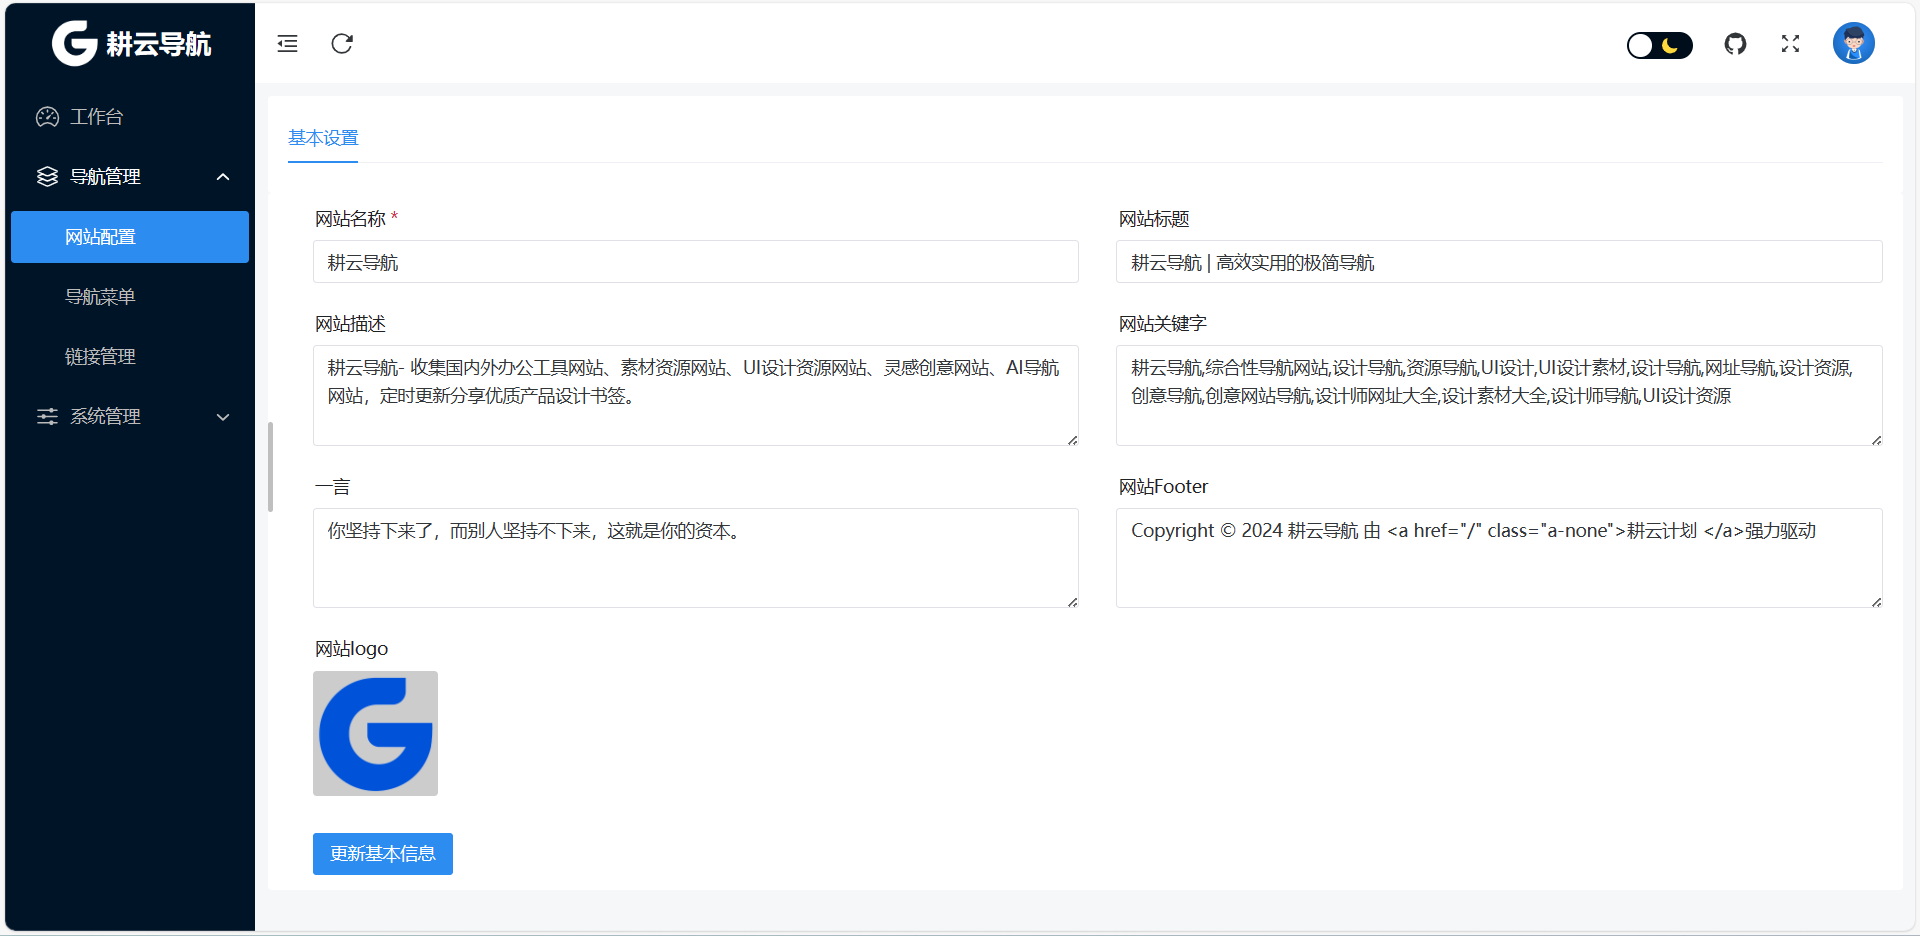 耕云导航
工作台
导航管理
网站配置
导航菜单
链接管理
系统管理
基本设置
网站名称 *
耕云导航
网站标题
耕云导航 | 高效实用的极简导航
网站描述
耕云导航- 收集国内外办公工具网站、素材资源网站、UI设计资源网站、灵感创意网站、AI导航
网站，定时更新分享优质产品设计书签。
网站关键字
耕云导航,综合性导航网站,设计导航,资源导航,UI设计,UI设计素材,设计导航,网址导航,设计资源,
创意导航,创意网站导航,设计师网址大全,设计素材大全,设计师导航,UI设计资源
一言
你坚持下来了，而别人坚持不下来，这就是你的资本。
网站Footer
Copyright © 2024 耕云导航 由 <a href="/" class="a-none">耕云计划 </a>强力驱动
网站logo
更新基本信息